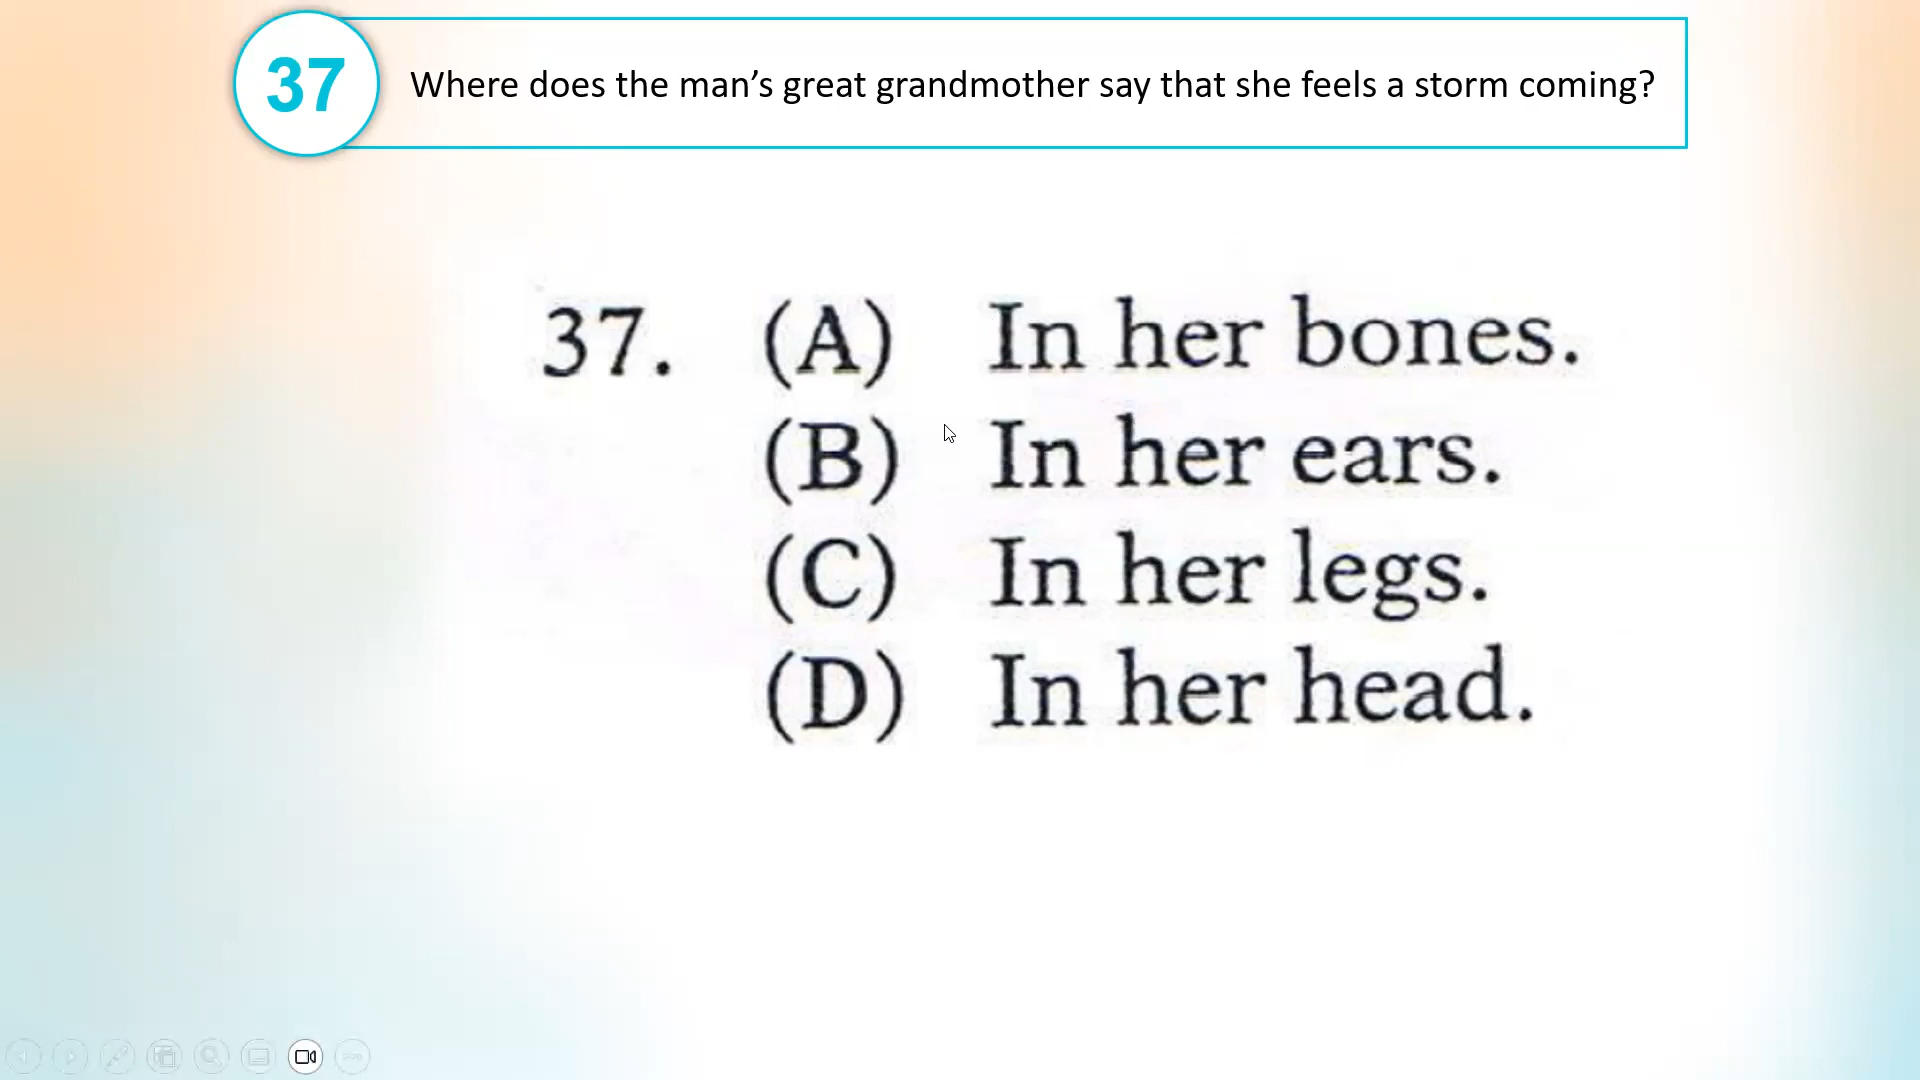 37
Where does the man’s great grandmother say that she feels a storm coming?
37. (A) In her bones.
(B) In her ears.
(C) In her legs.
(D) In her head.